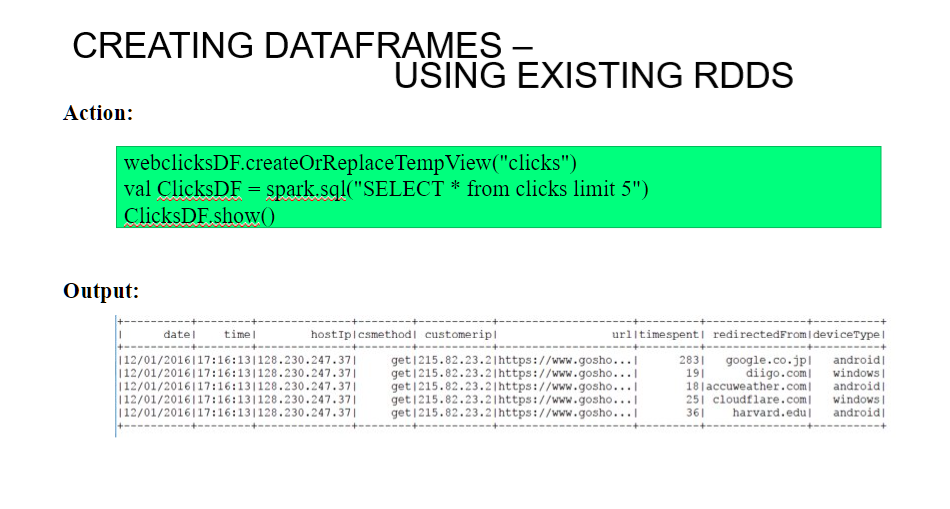 CREATING DATAFRAMES –
USING EXISTING RDDS
Action:
webclicksDF.createOrReplaceTempView("clicks")
val ClicksDF = spark.sql("SELECT * from clicks limit 5")
ClicksDF.show()
Output:
+----------+--------+--------------+--------+-----------+--------------------+---------+---------------+----------+
| date| time| hostIp|csmethod| customerip| url|timespent| redirectedFrom|deviceType|
+----------+--------+--------------+--------+-----------+--------------------+---------+---------------+----------+
|12/01/2016|17:16:13|128.230.247.37| get|215.82.23.2|https://www.gosho...| 283| google.co.jp| android|
|12/01/2016|17:16:13|128.230.247.37| get|215.82.23.2|https://www.gosho...| 19| diigo.com| windows|
|12/01/2016|17:16:13|128.230.247.37| get|215.82.23.2|https://www.gosho...| 18|accuweather.com| android|
|12/01/2016|17:16:13|128.230.247.37| get|215.82.23.2|https://www.gosho...| 25| cloudflare.com| windows|
|12/01/2016|17:16:13|128.230.247.37| get|215.82.23.2|https://www.gosho...| 36| harvard.edu| android|
+----------+--------+--------------+--------+-----------+--------------------+---------+---------------+----------+